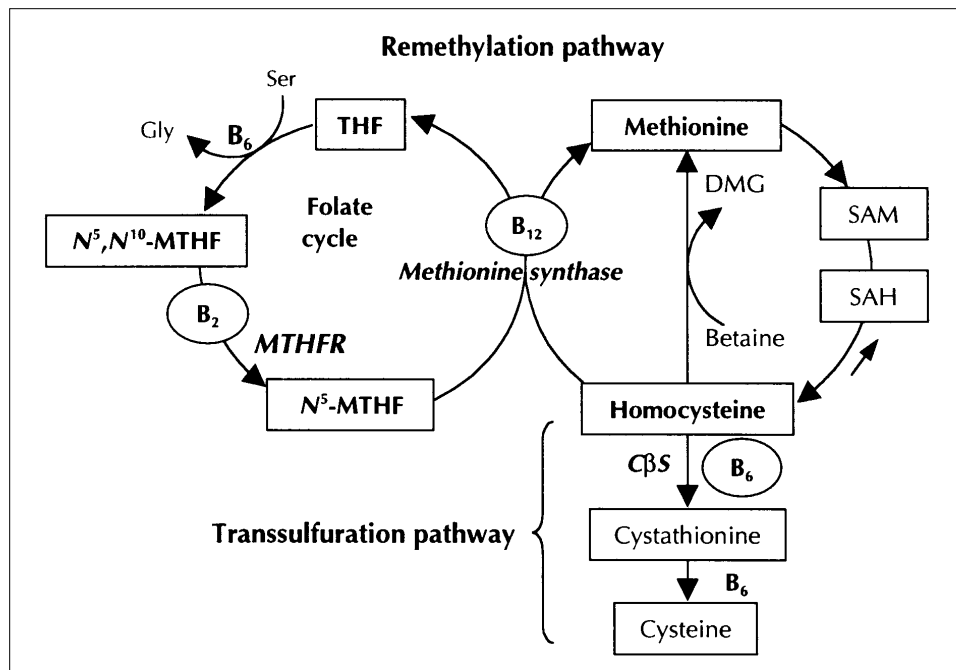 Remethylation pathway
Ser
Gly
B₆
THF
Methionine
DMG
Folate
cycle
B₁₂
SAM
N⁵,N¹⁰-MTHF
Methionine synthase
SAH
B₂
Betaine
MTHFR
N⁵-MTHF
Homocysteine
CβS
B₆
Transsulfuration pathway
Cystathionine
B₆
Cysteine